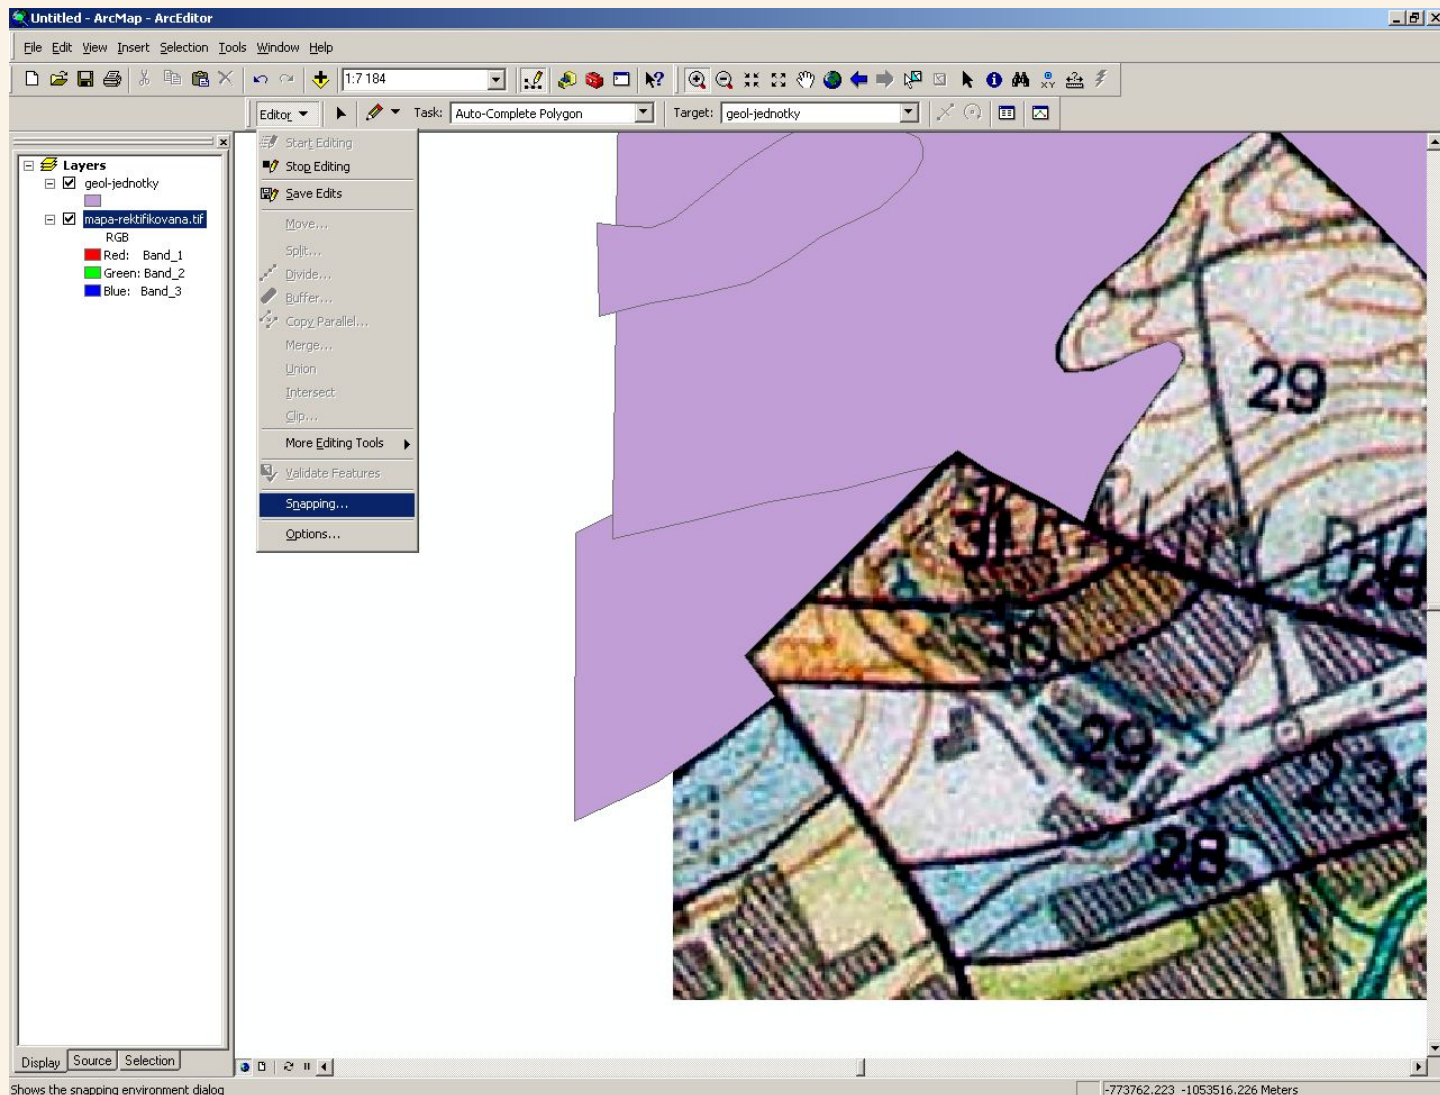 Untitled - ArcMap - ArcEditor
File Edit View Insert Selection Tools Window Help
1:7 184
Editor Task: Auto-Complete Polygon Target: geol-jednotky
Start Editing
Stop Editing
Save Edits
Move...
Split...
Divide...
Buffer...
Copy Parallel...
Merge...
Union
Intersect
Clip...
More Editing Tools
Validate Features
Snapping...
Options...
Layers
geol-jednotky
mapa-rektifikovana.tif
RGB
Red: Band_1
Green: Band_2
Blue: Band_3
29
31
30
29
28
Display Source Selection
Shows the snapping environment dialog
-773762.223 -1053516.226 Meters